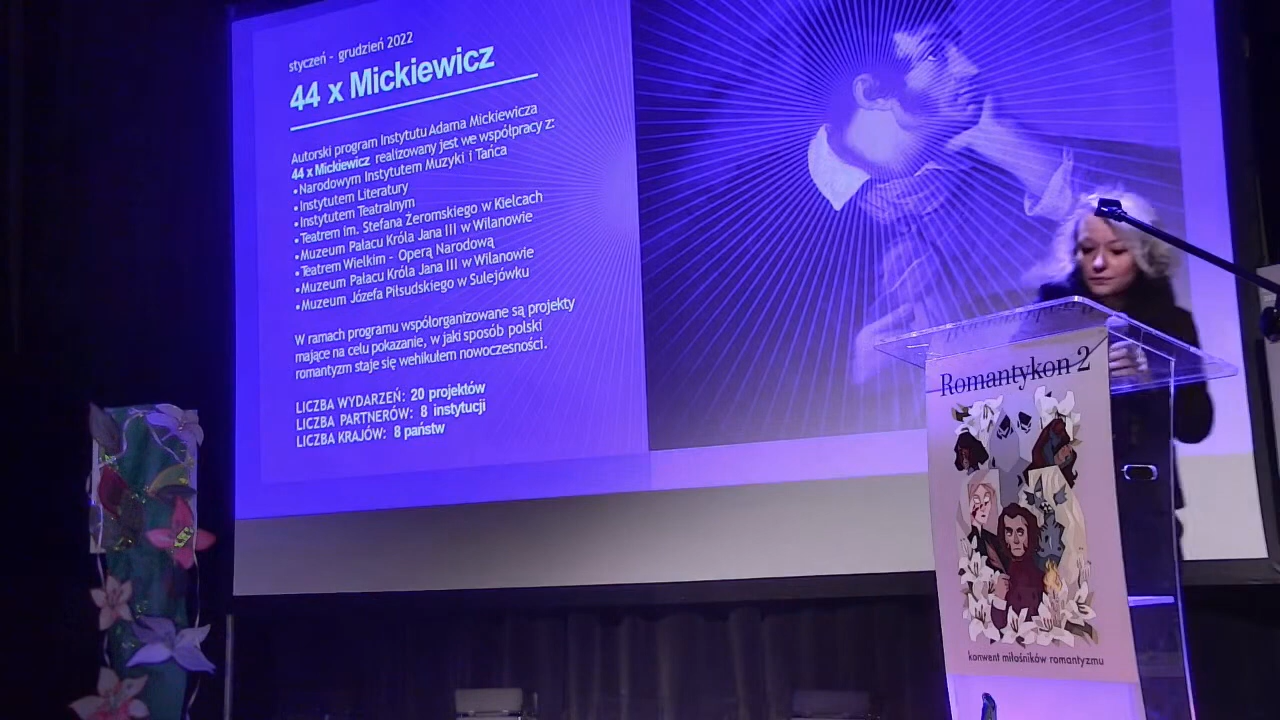 styczeń - grudzień 2022
44 x Mickiewicz
Autorski program Instytutu Adama Mickiewicza
44 x Mickiewicz realizowany jest we współpracy z:
•Narodowym Instytutem Muzyki i Tańca
•Instytutem Literatury
•Instytutem Teatralnym
•Teatrem im. Stefana Żeromskiego w Kielcach
•Muzeum Pałacu Króla Jana III w Wilanowie
•Teatrem Wielkim - Operą Narodową
•Muzeum Pałacu Króla Jana III w Wilanowie
•Muzeum Józefa Piłsudskiego w Sulejówku
W ramach programu współorganizowane są projekty
mające na celu pokazanie, w jaki sposób polski
romantyzm staje się wehikułem nowoczesności.
LICZBA WYDARZEŃ: 20 projektów
LICZBA PARTNERÓW: 8 instytucji
LICZBA KRAJÓW: 8 państw
Romantykon 2
konwent miłośników romantyzmu